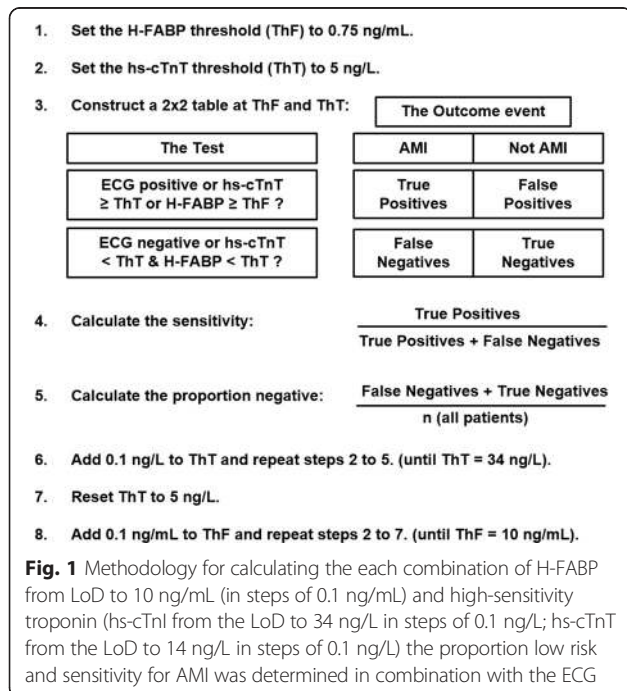 1. Set the H-FABP threshold (ThF) to 0.75 ng/mL.
2. Set the hs-cTnT threshold (ThT) to 5 ng/L.
3. Construct a 2x2 table at ThF and ThT:
The Outcome event
The Test
AMI
Not AMI
ECG positive or hs-cTnT
≥ ThT or H-FABP ≥ ThF ?
True
Positives
False
Positives
ECG negative or hs-cTnT
< ThT & H-FABP < ThT ?
False
Negatives
True
Negatives
4. Calculate the sensitivity:
True Positives
True Positives + False Negatives
5. Calculate the proportion negative:
False Negatives + True Negatives
n (all patients)
6. Add 0.1 ng/L to ThT and repeat steps 2 to 5. (until ThT = 34 ng/L).
7. Reset ThT to 5 ng/L.
8. Add 0.1 ng/mL to ThF and repeat steps 2 to 7. (until ThF = 10 ng/mL).
Fig. 1 Methodology for calculating the each combination of H-FABP
from LoD to 10 ng/mL (in steps of 0.1 ng/mL) and high-sensitivity
troponin (hs-cTnI from the LoD to 34 ng/L in steps of 0.1 ng/L; hs-cTnT
from the LoD to 14 ng/L in steps of 0.1 ng/L) the proportion low risk
and sensitivity for AMI was determined in combination with the ECG